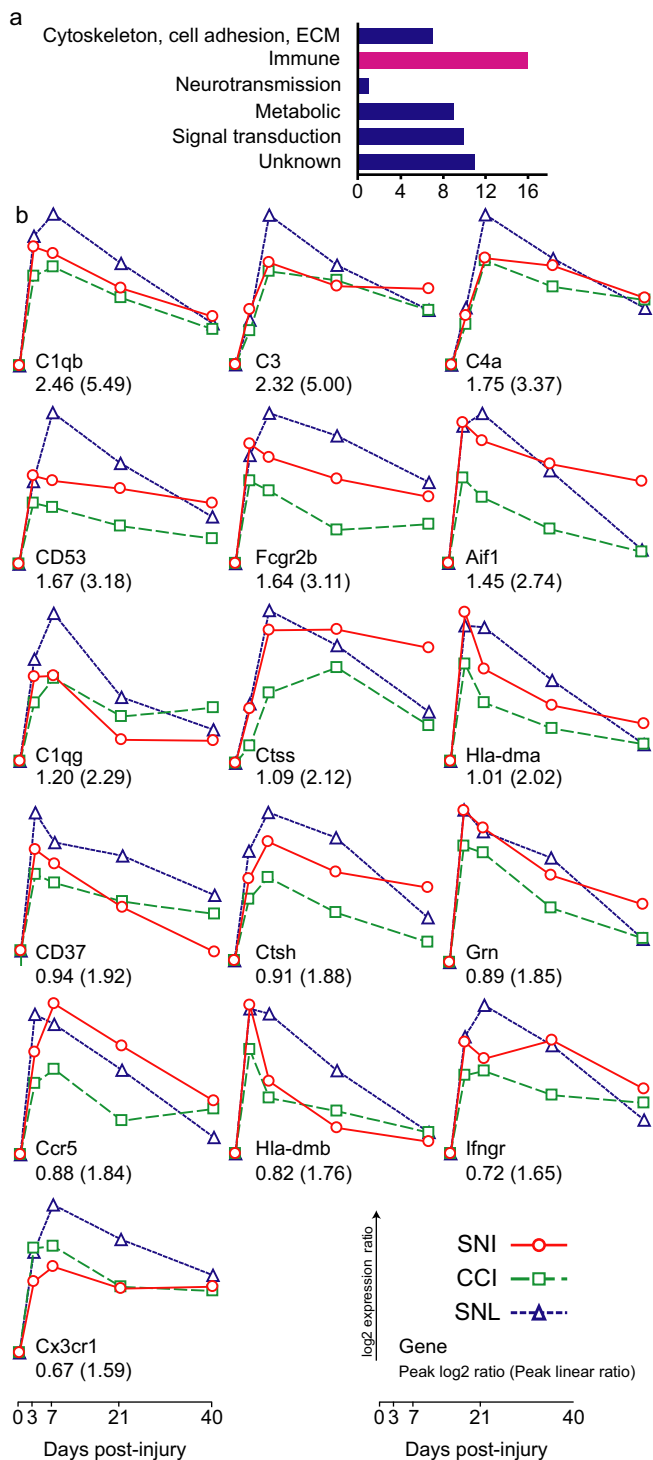 a
Cytoskeleton, cell adhesion, ECM
Immune
Neurotransmission
Metabolic
Signal transduction
Unknown
0 4 8 12 16
b
C1qb
2.46 (5.49)
C3
2.32 (5.00)
C4a
1.75 (3.37)
CD53
1.67 (3.18)
Fcgr2b
1.64 (3.11)
Aif1
1.45 (2.74)
C1qg
1.20 (2.29)
Ctss
1.09 (2.12)
Hla-dma
1.01 (2.02)
CD37
0.94 (1.92)
Ctsh
0.91 (1.88)
Grn
0.89 (1.85)
Ccr5
0.88 (1.84)
Hla-dmb
0.82 (1.76)
Ifngr
0.72 (1.65)
Cx3cr1
0.67 (1.59)
log2 expression ratio
SNI
CCI
SNL
Gene
Peak log2 ratio (Peak linear ratio)
0 3 7 21 40
Days post-injury
0 3 7 21 40
Days post-injury